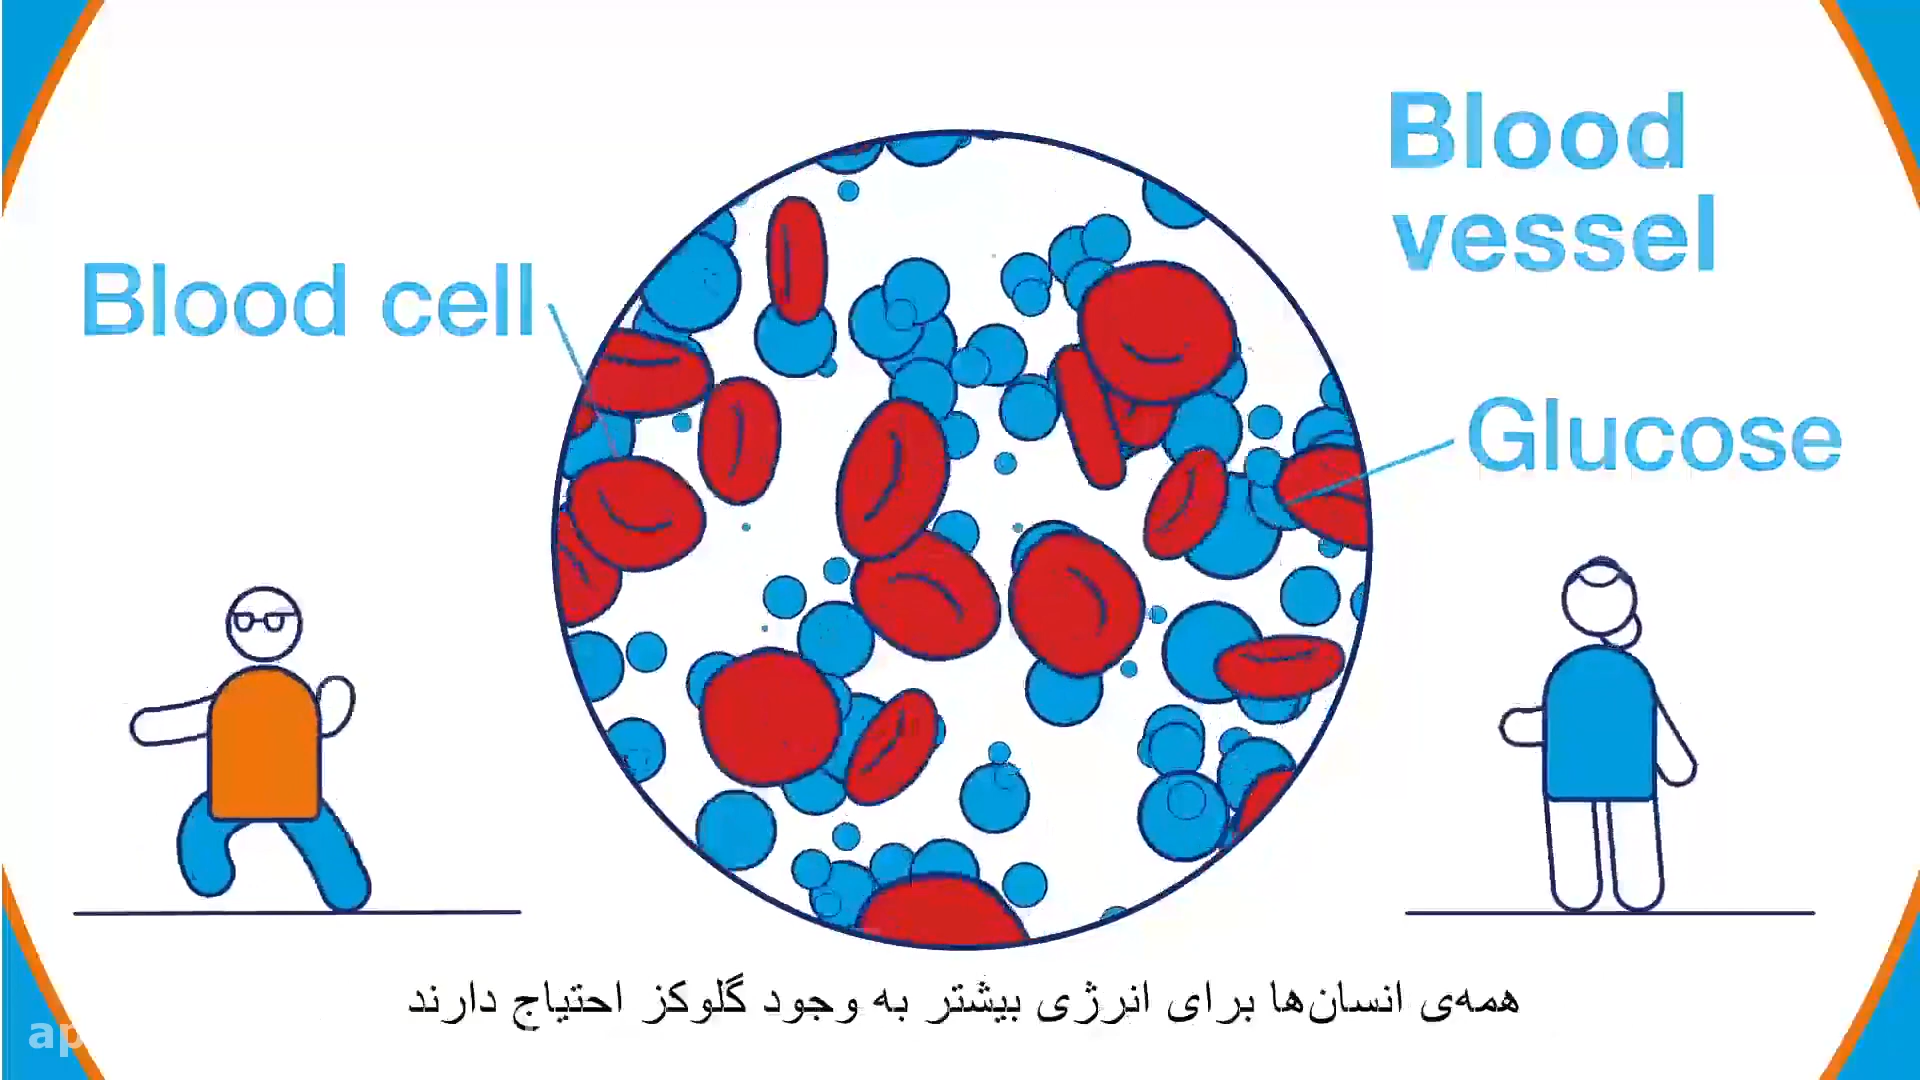 Blood
vessel
Blood cell
Glucose
همه‌ی انسان‌ها برای انرژی بیشتر به وجود گلوکز احتیاج دارند